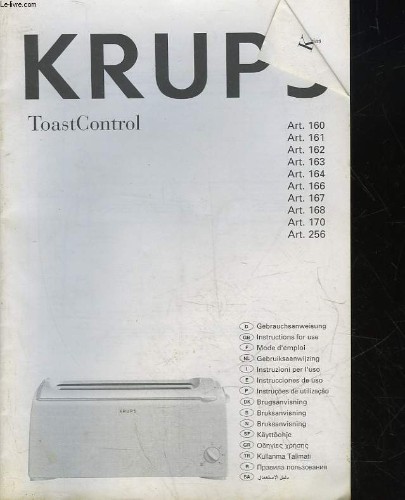 Le-livre.com
KRUPS
ToastControl
Art. 160
Art. 161
Art. 162
Art. 163
Art. 164
Art. 166
Art. 167
Art. 168
Art. 170
Art. 256
D Gebrauchsanweisung
GB Instructions for use
F Mode d'emploi
NL Gebruiksaanwijzing
I Instruzioni per l'uso
E Instrucciones de uso
P Instruções de utilização
DK Brugsanvisning
S Bruksanvisning
N Bruksanvisning
SF Käyttöohje
GR Οδηγίες χρήσης
TR Kullanma Talimatı
R Правила пользования
SA
KRUPS